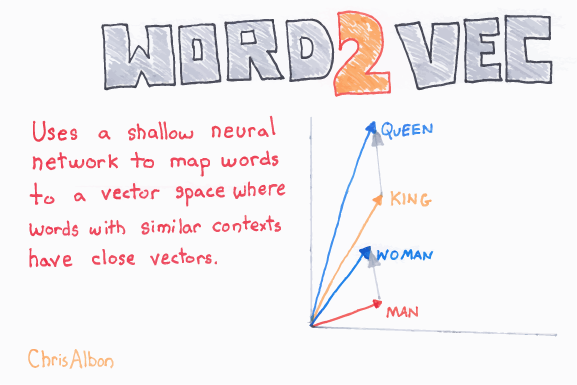 WORD2VEC
Uses a shallow neural
network to map words
to a vector space where
words with similar contexts
have close vectors.
QUEEN
KING
WOMAN
MAN
ChrisAlbon